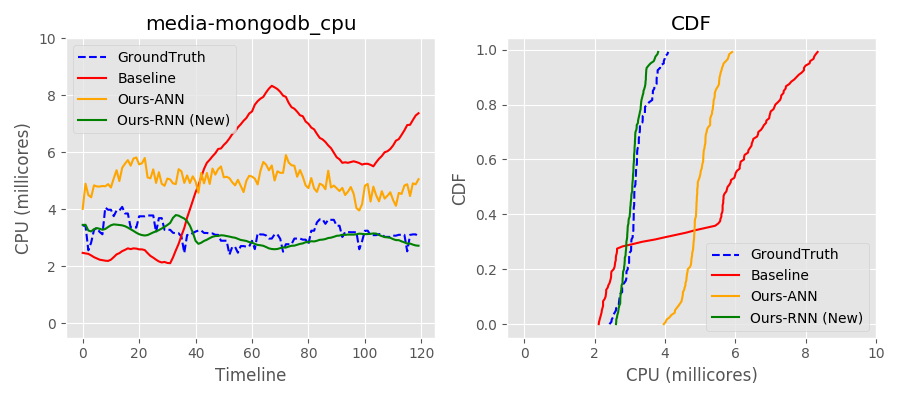 media-mongodb_cpu
CPU (millicores)
10
8
6
4
2
0
GroundTruth
Baseline
Ours-ANN
Ours-RNN (New)
0 20 40 60 80 100 120
Timeline
CDF
CDF
1.0
0.8
0.6
0.4
0.2
0.0
GroundTruth
Baseline
Ours-ANN
Ours-RNN (New)
0 2 4 6 8 10
CPU (millicores)